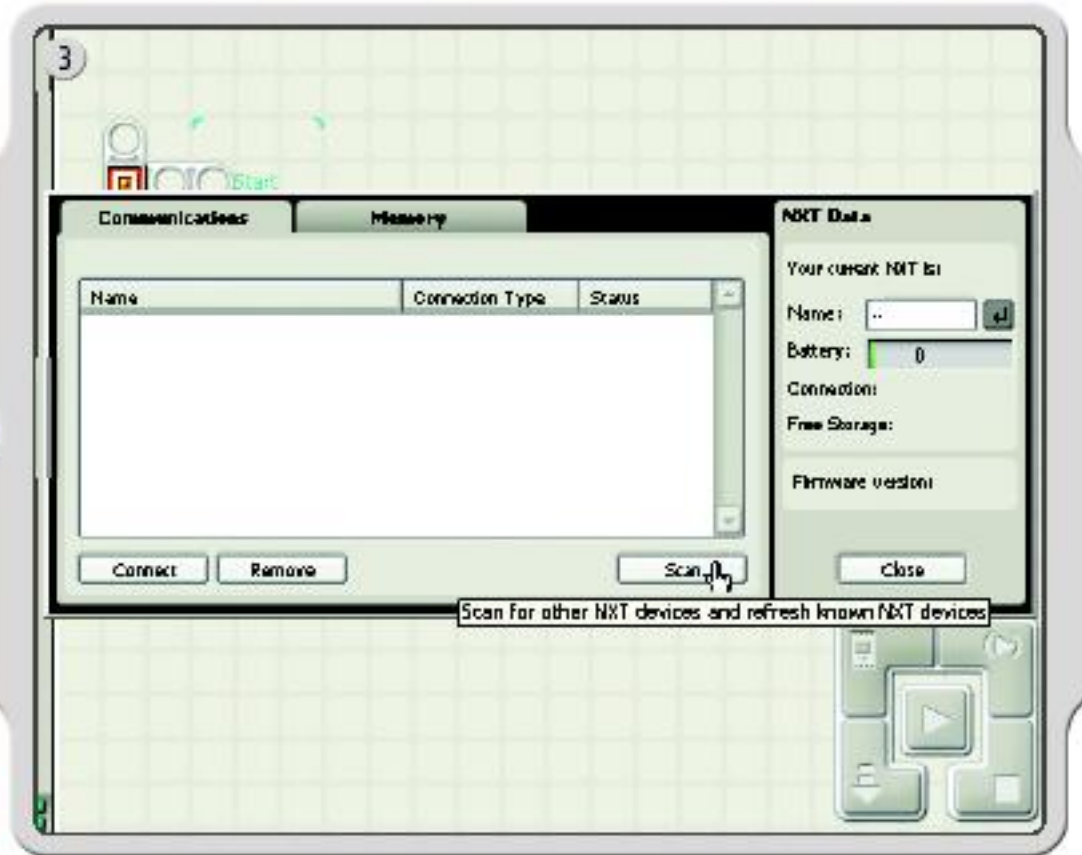 3
Start
Communications
Memory
Name
Connection Type
Status
Connect
Remove
Scan
Scan for other NXT devices and refresh known NXT devices
NXT Data
Your current NXT is:
Name: --
Battery: 0
Connection:
Free Storage:
Firmware version:
Close